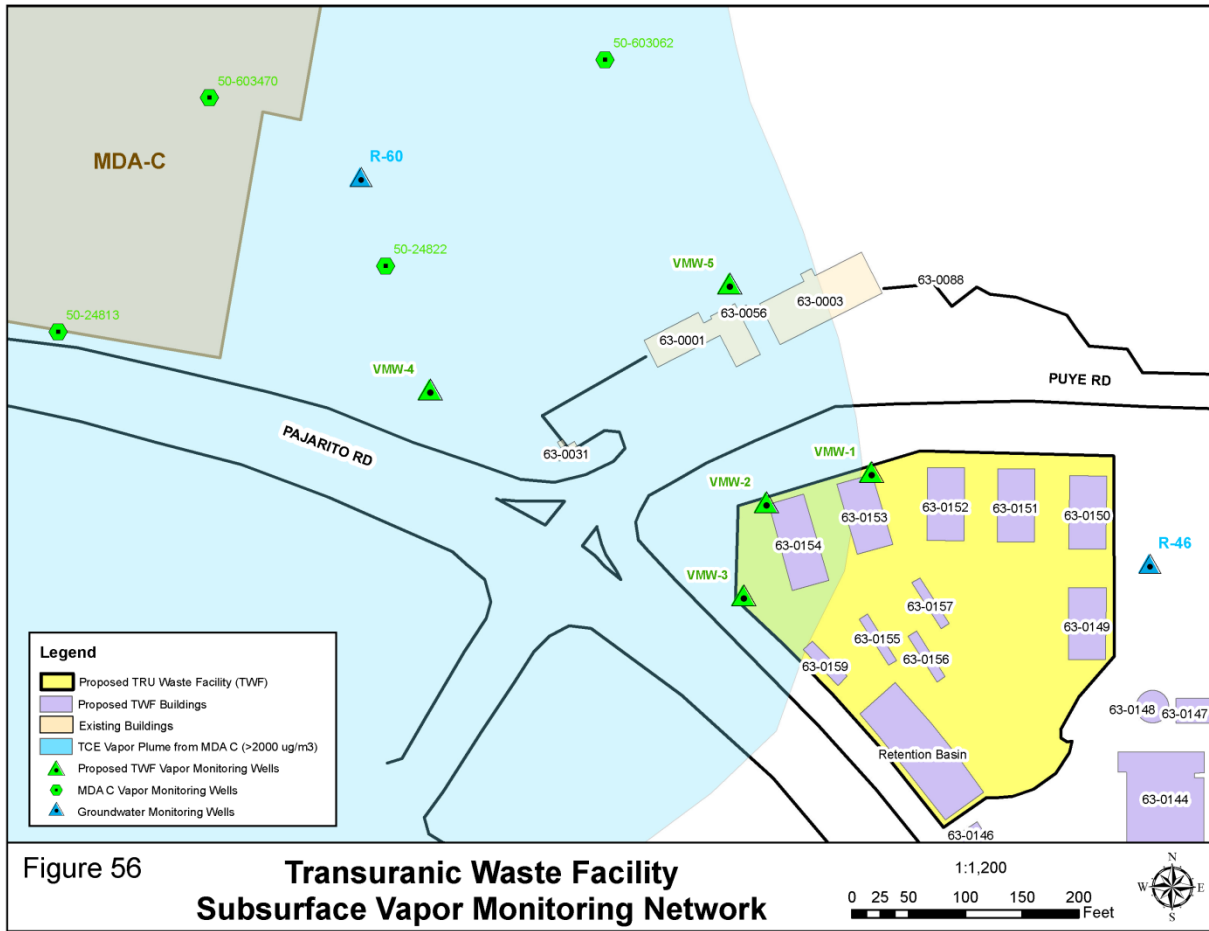 50-603062
50-603470
MDA-C
R-60
50-24822
VMW-5
63-0088
63-0003
63-0056
50-24813
63-0001
VMW-4
PUYE RD
PAJARITO RD
63-0031
VMW-1
VMW-2
63-0152
63-0151
63-0150
63-0153
63-0154
R-46
VMW-3
63-0157
63-0149
63-0155
63-0156
63-0159
63-0148
63-0147
Retention Basin
63-0144
63-0146
Legend
Proposed TRU Waste Facility (TWF)
Proposed TWF Buildings
Existing Buildings
TCE Vapor Plume from MDA C (>2000 ug/m3)
Proposed TWF Vapor Monitoring Wells
MDA C Vapor Monitoring Wells
Groundwater Monitoring Wells
Figure 56
Transuranic Waste Facility
Subsurface Vapor Monitoring Network
1:1,200
0 25 50 100 150 200
Feet
N
W E
S